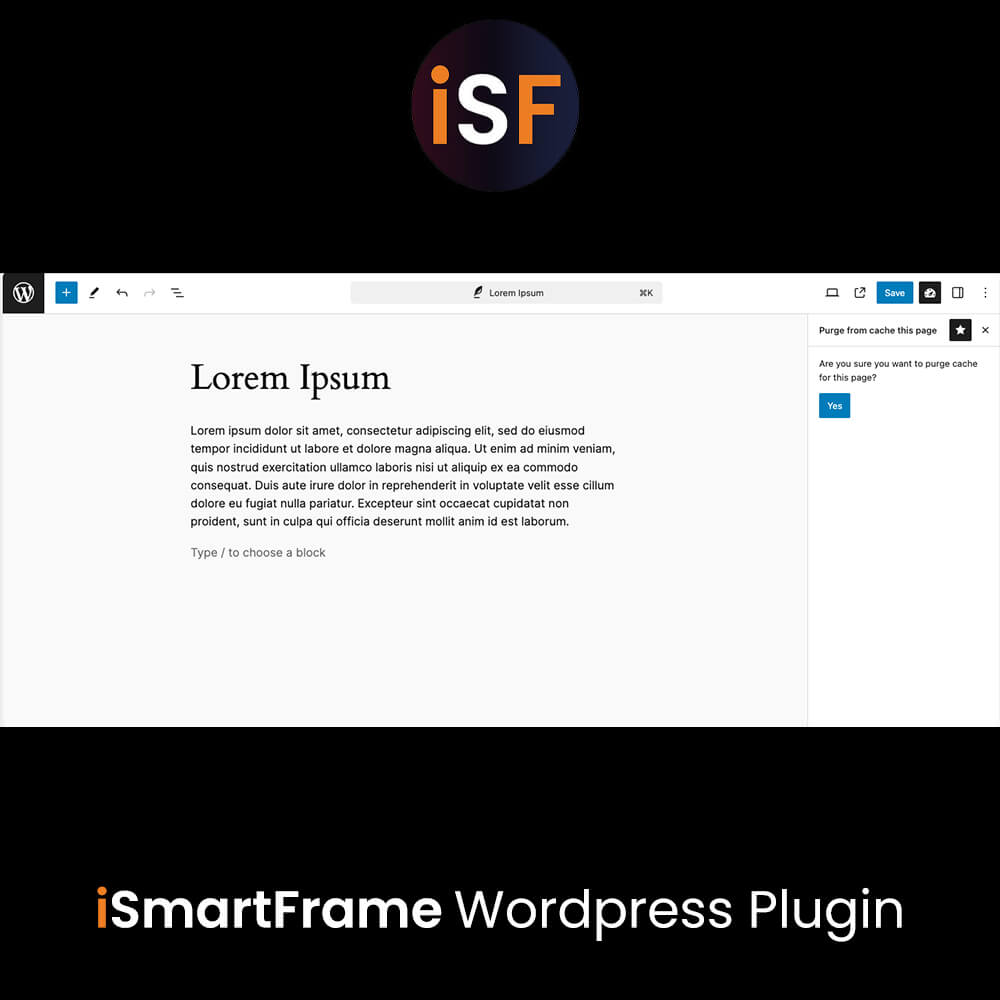 iSF
Lorem Ipsum ⌘K
Save
Purge from cache this page
Are you sure you want to purge cache
for this page?
Yes
Lorem Ipsum
Lorem ipsum dolor sit amet, consectetur adipiscing elit, sed do eiusmod
tempor incididunt ut labore et dolore magna aliqua. Ut enim ad minim veniam,
quis nostrud exercitation ullamco laboris nisi ut aliquip ex ea commodo
consequat. Duis aute irure dolor in reprehenderit in voluptate velit esse cillum
dolore eu fugiat nulla pariatur. Excepteur sint occaecat cupidatat non
proident, sunt in culpa qui officia deserunt mollit anim id est laborum.
Type / to choose a block
iSmartFrame Wordpress Plugin